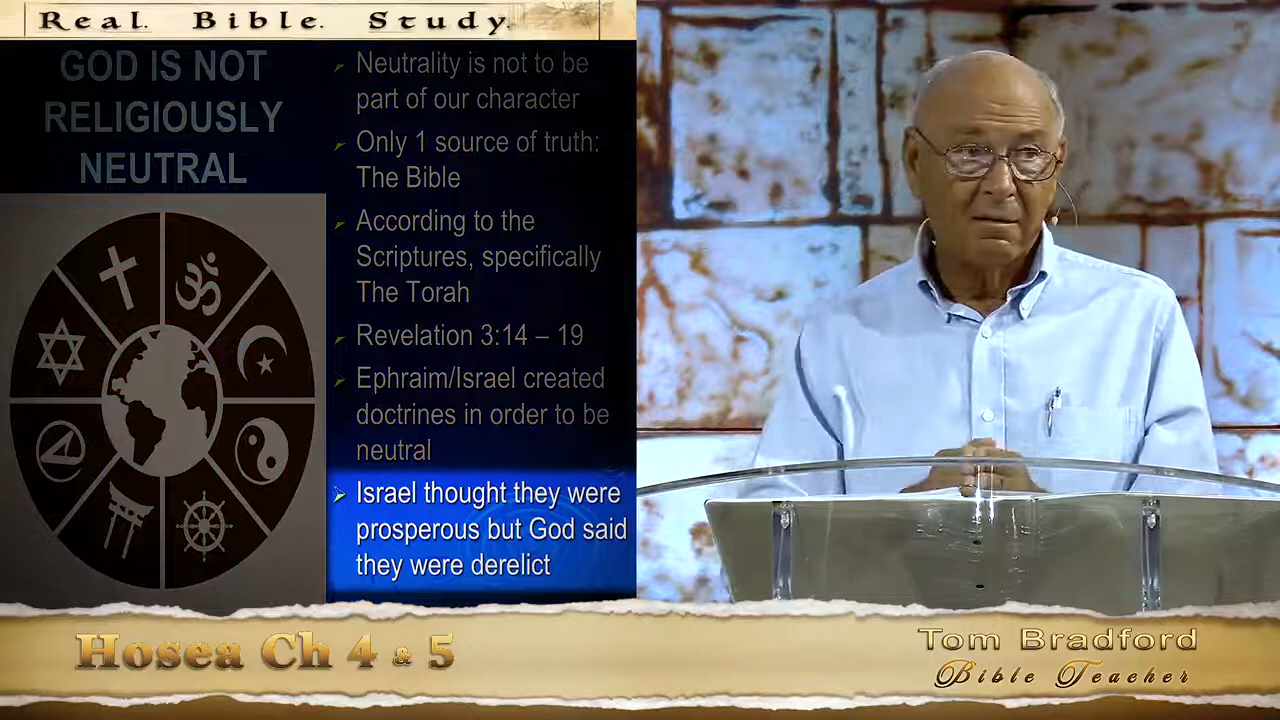 Real. Bible. Study.
GOD IS NOT
RELIGIOUSLY
NEUTRAL
Neutrality is not to be
part of our character
Only 1 source of truth:
The Bible
According to the
Scriptures, specifically
The Torah
Revelation 3:14 – 19
Ephraim/Israel created
doctrines in order to be
neutral
Israel thought they were
prosperous but God said
they were derelict
Hosea Ch 4 & 5
Tom Bradford
Bible Teacher